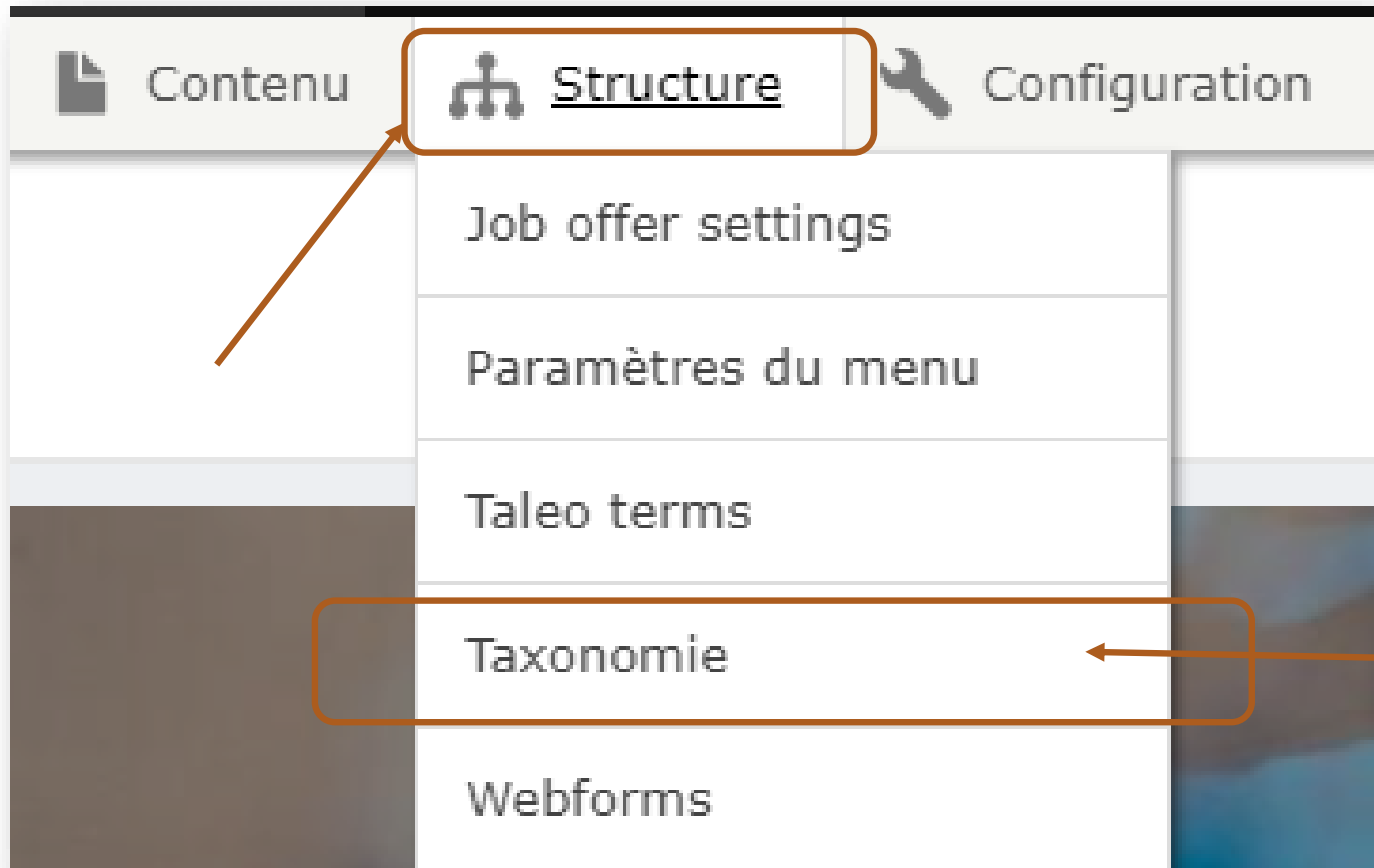 Contenu
Structure
Configuration
Job offer settings
Paramètres du menu
Taleo terms
Taxonomie
Webforms